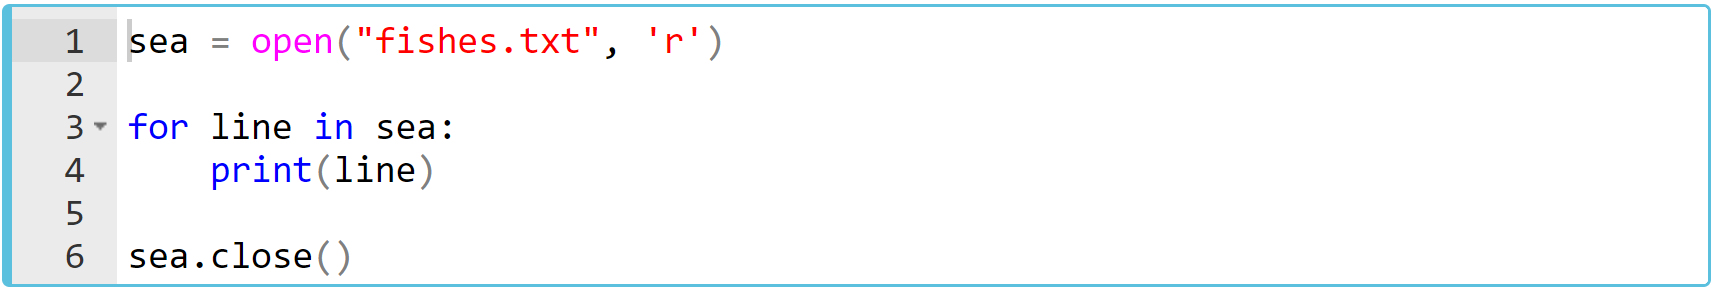 1 sea = open("fishes.txt", 'r')
2
3 for line in sea:
4     print(line)
5
6 sea.close()